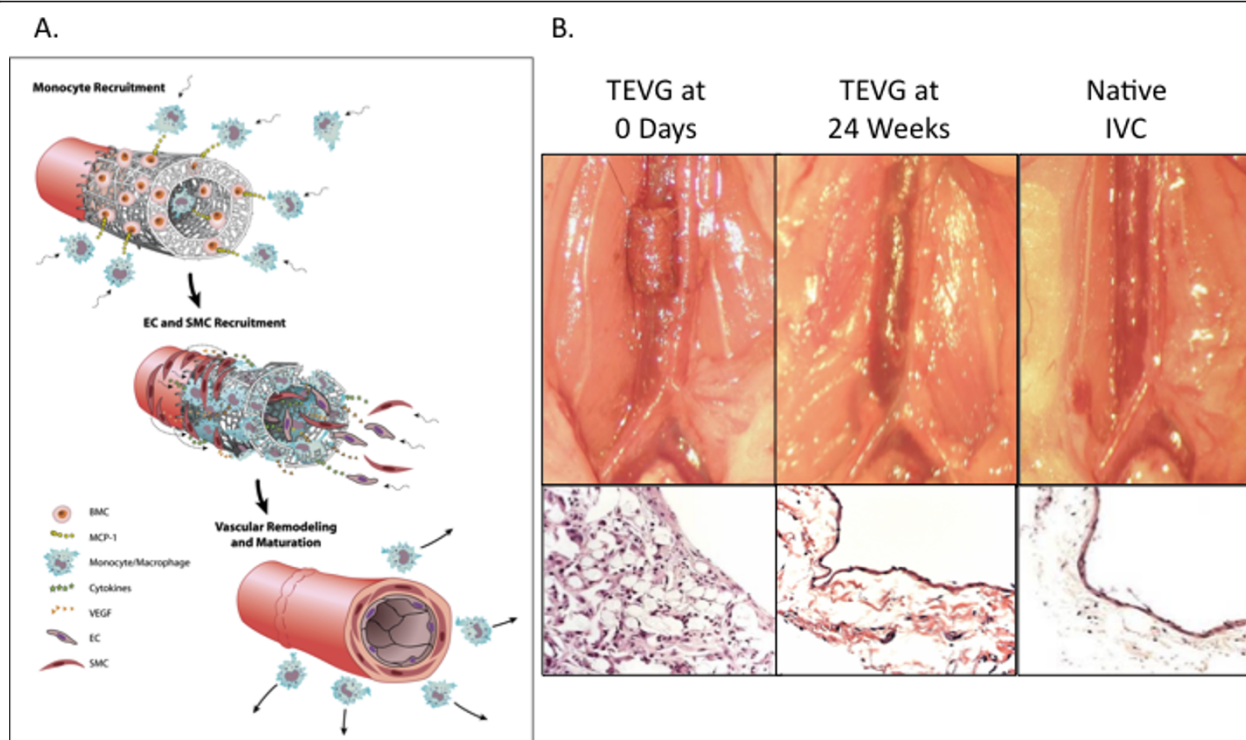 A.
Monocyte Recruitment
EC and SMC Recruitment
Vascular Remodeling
and Maturation
BMC
MCP-1
Monocyte/Macrophage
Cytokines
VEGF
EC
SMC
B.
TEVG at
0 Days
TEVG at
24 Weeks
Native
IVC